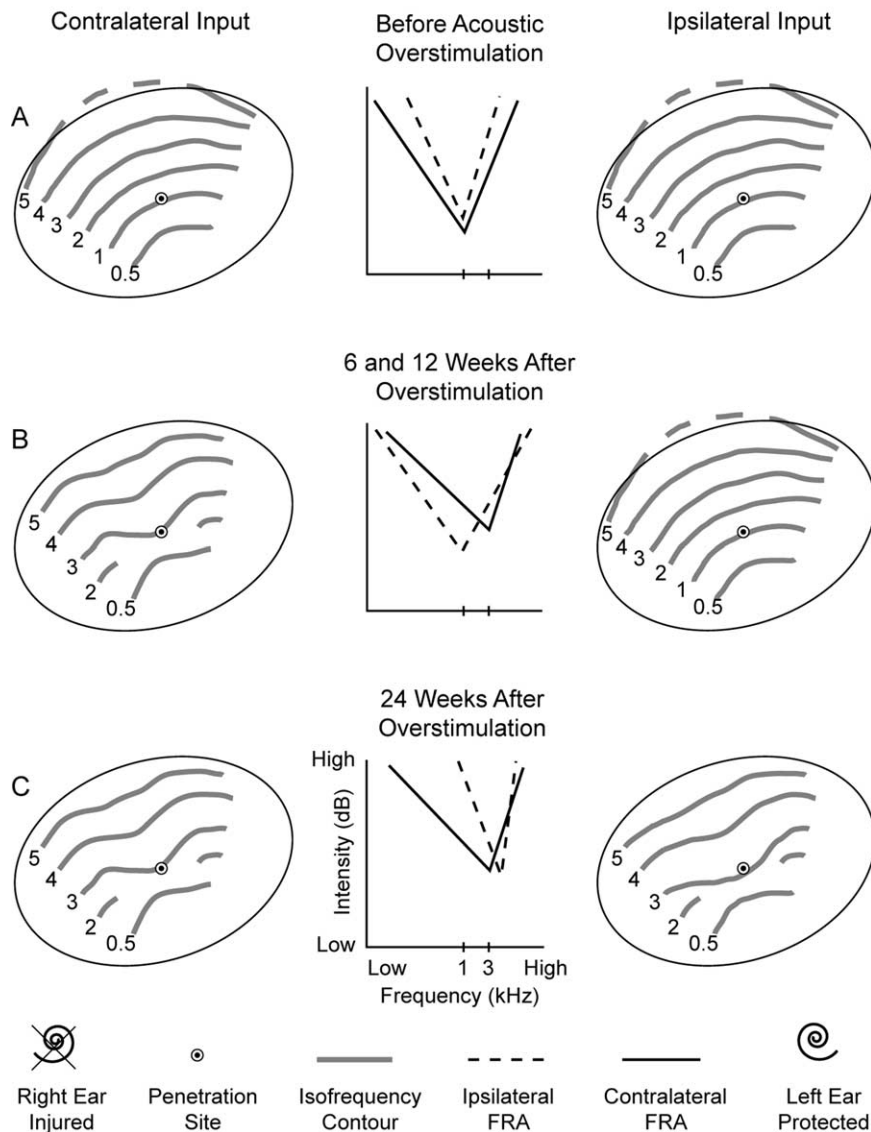 Contralateral Input
Before Acoustic
Overstimulation
Ipsilateral Input
A
5
4
3
2
1
0.5
1
3
5
4
3
2
1
0.5
6 and 12 Weeks After
Overstimulation
B
5
4
3
2
0.5
1
3
5
4
3
2
1
0.5
24 Weeks After
Overstimulation
C
5
4
3
2
0.5
High
Intensity (dB)
Low
Low
1
3
High
Frequency (kHz)
5
4
3
2
0.5
Right Ear
Injured
Penetration
Site
Isofrequency
Contour
Ipsilateral
FRA
Contralateral
FRA
Left Ear
Protected